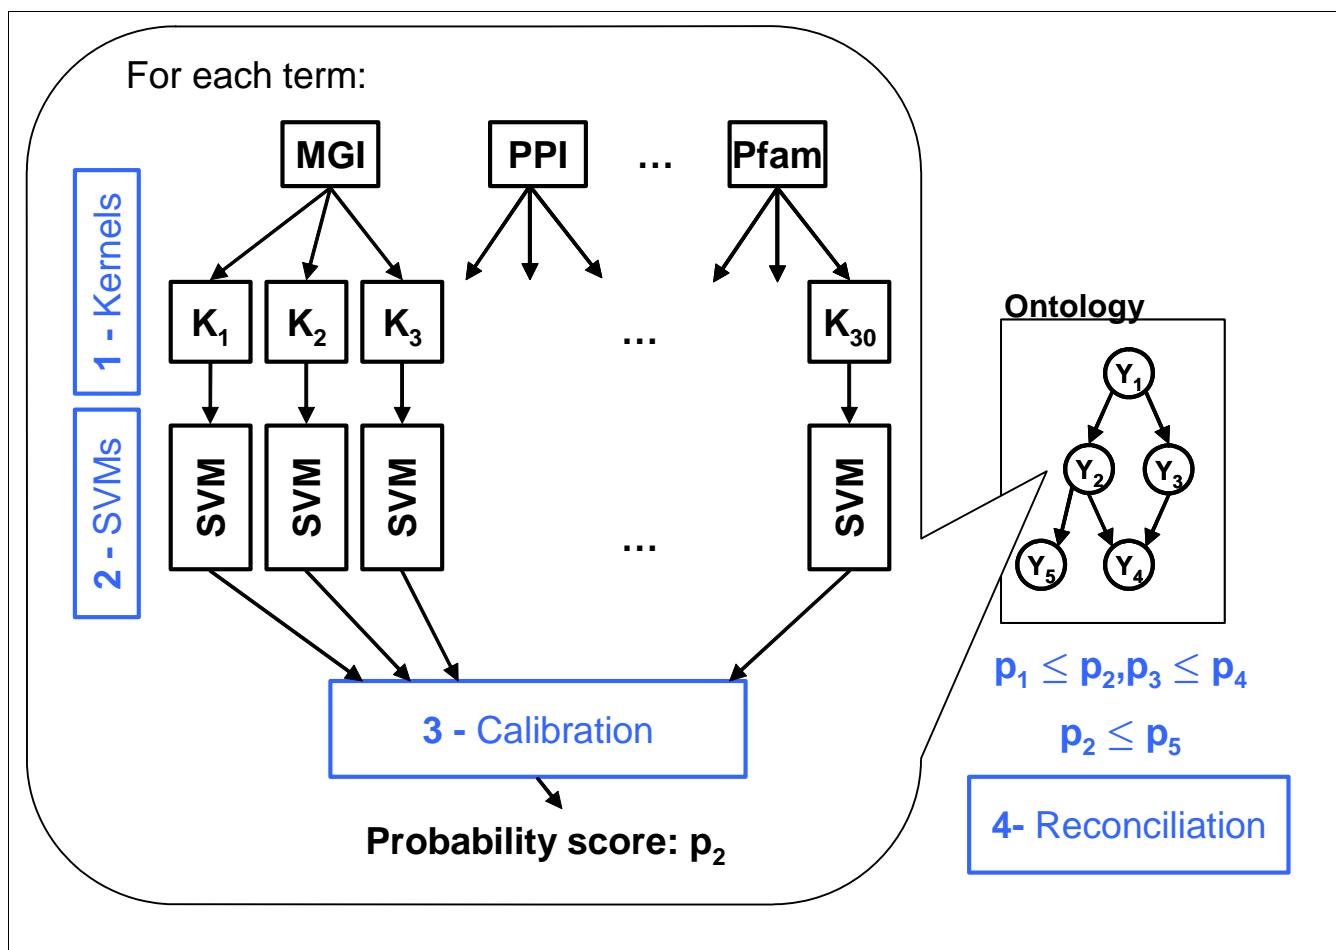 For each term:
MGI
PPI
...
Pfam
1 - Kernels
K1
K2
K3
...
K30
2 - SVMs
SVM
SVM
SVM
...
SVM
3 - Calibration
Probability score: p2
Ontology
Y1
Y2
Y3
Y5
Y4
p1 ≤ p2,p3 ≤ p4
p2 ≤ p5
4- Reconciliation